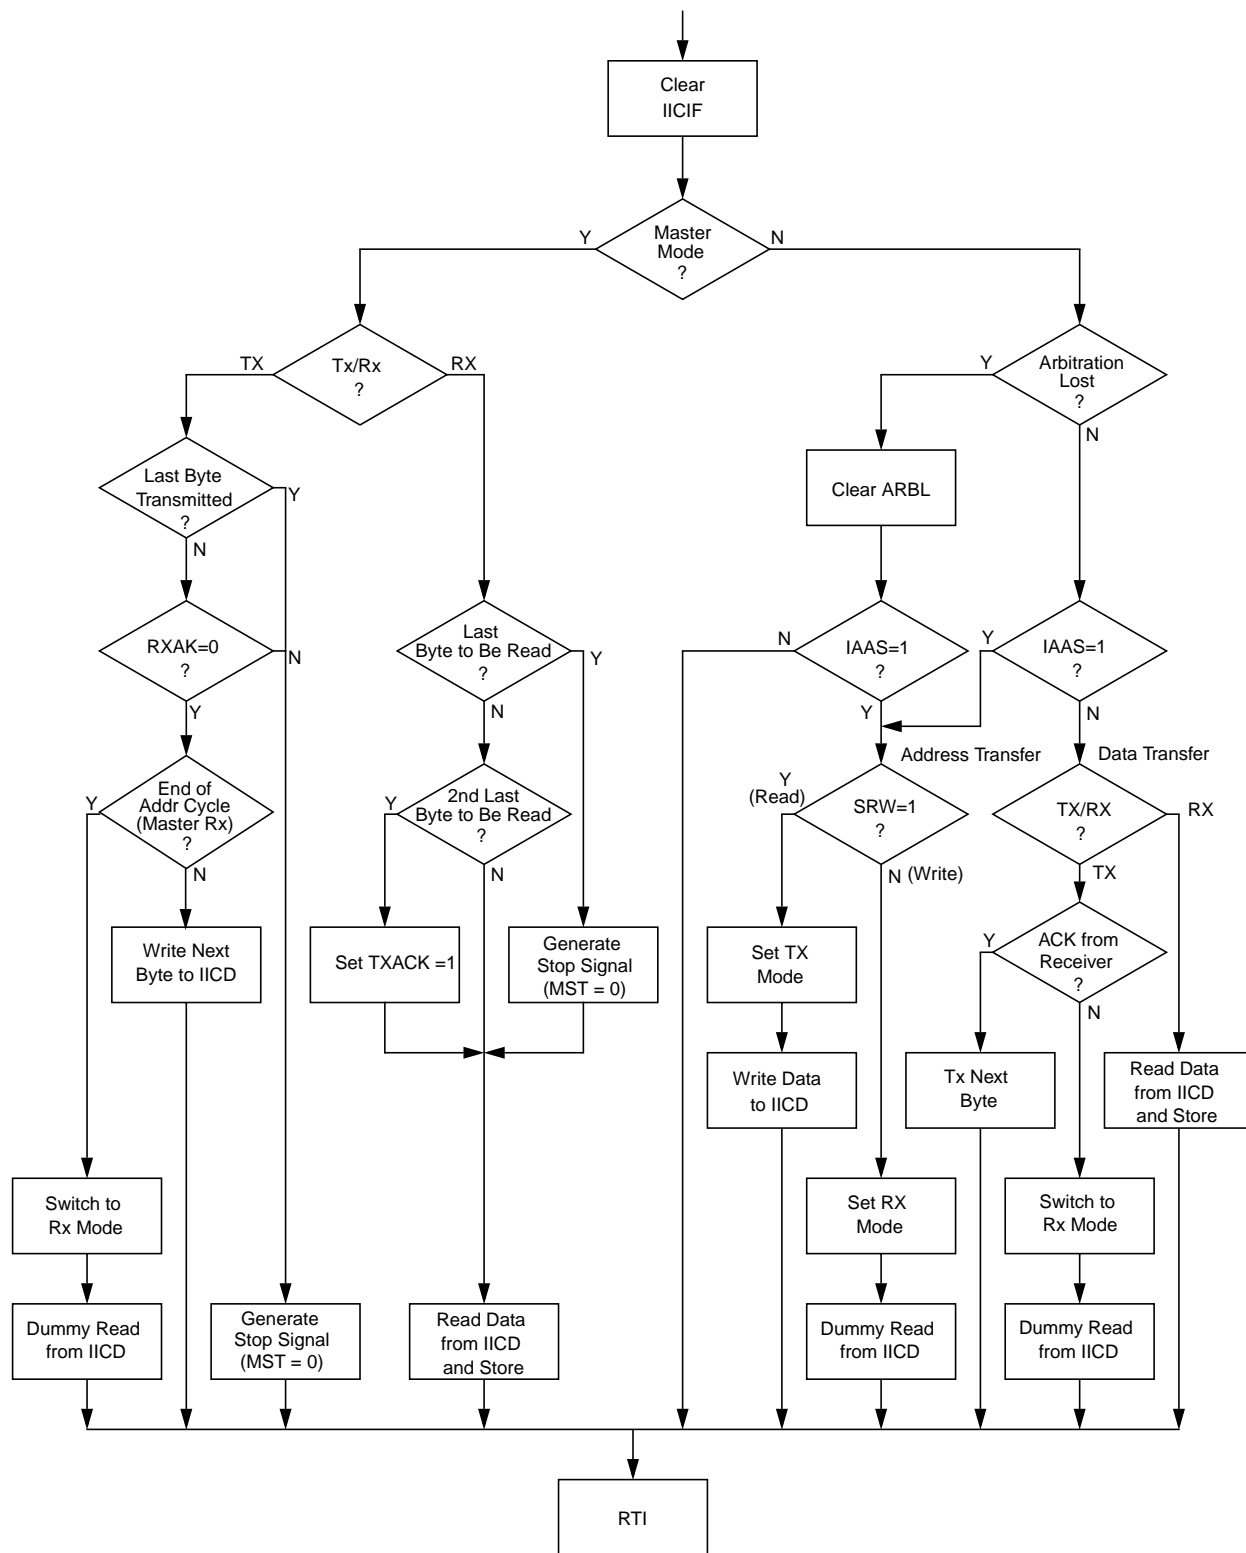 Clear
IICIF
Master
Mode
?
Y
N
Tx/Rx
?
TX
RX
Arbitration
Lost
?
Y
N
Last Byte
Transmitted
?
Y
N
Clear ARBL
RXAK=0
?
N
Y
Last
Byte to Be Read
?
Y
N
IAAS=1
?
N
Y
IAAS=1
?
Y
N
Address Transfer
Data Transfer
End of
Addr Cycle
(Master Rx)
?
Y
N
2nd Last
Byte to Be Read
?
Y
N
Y
(Read)
SRW=1
?
N (Write)
TX/RX
?
RX
TX
Write Next
Byte to IICD
Set TXACK =1
Generate
Stop Signal
(MST = 0)
Set TX
Mode
ACK from
Receiver
?
Y
N
Write Data
to IICD
Tx Next
Byte
Read Data
from IICD
and Store
Switch to
Rx Mode
Set RX
Mode
Switch to
Rx Mode
Dummy Read
from IICD
Generate
Stop Signal
(MST = 0)
Read Data
from IICD
and Store
Dummy Read
from IICD
Dummy Read
from IICD
RTI